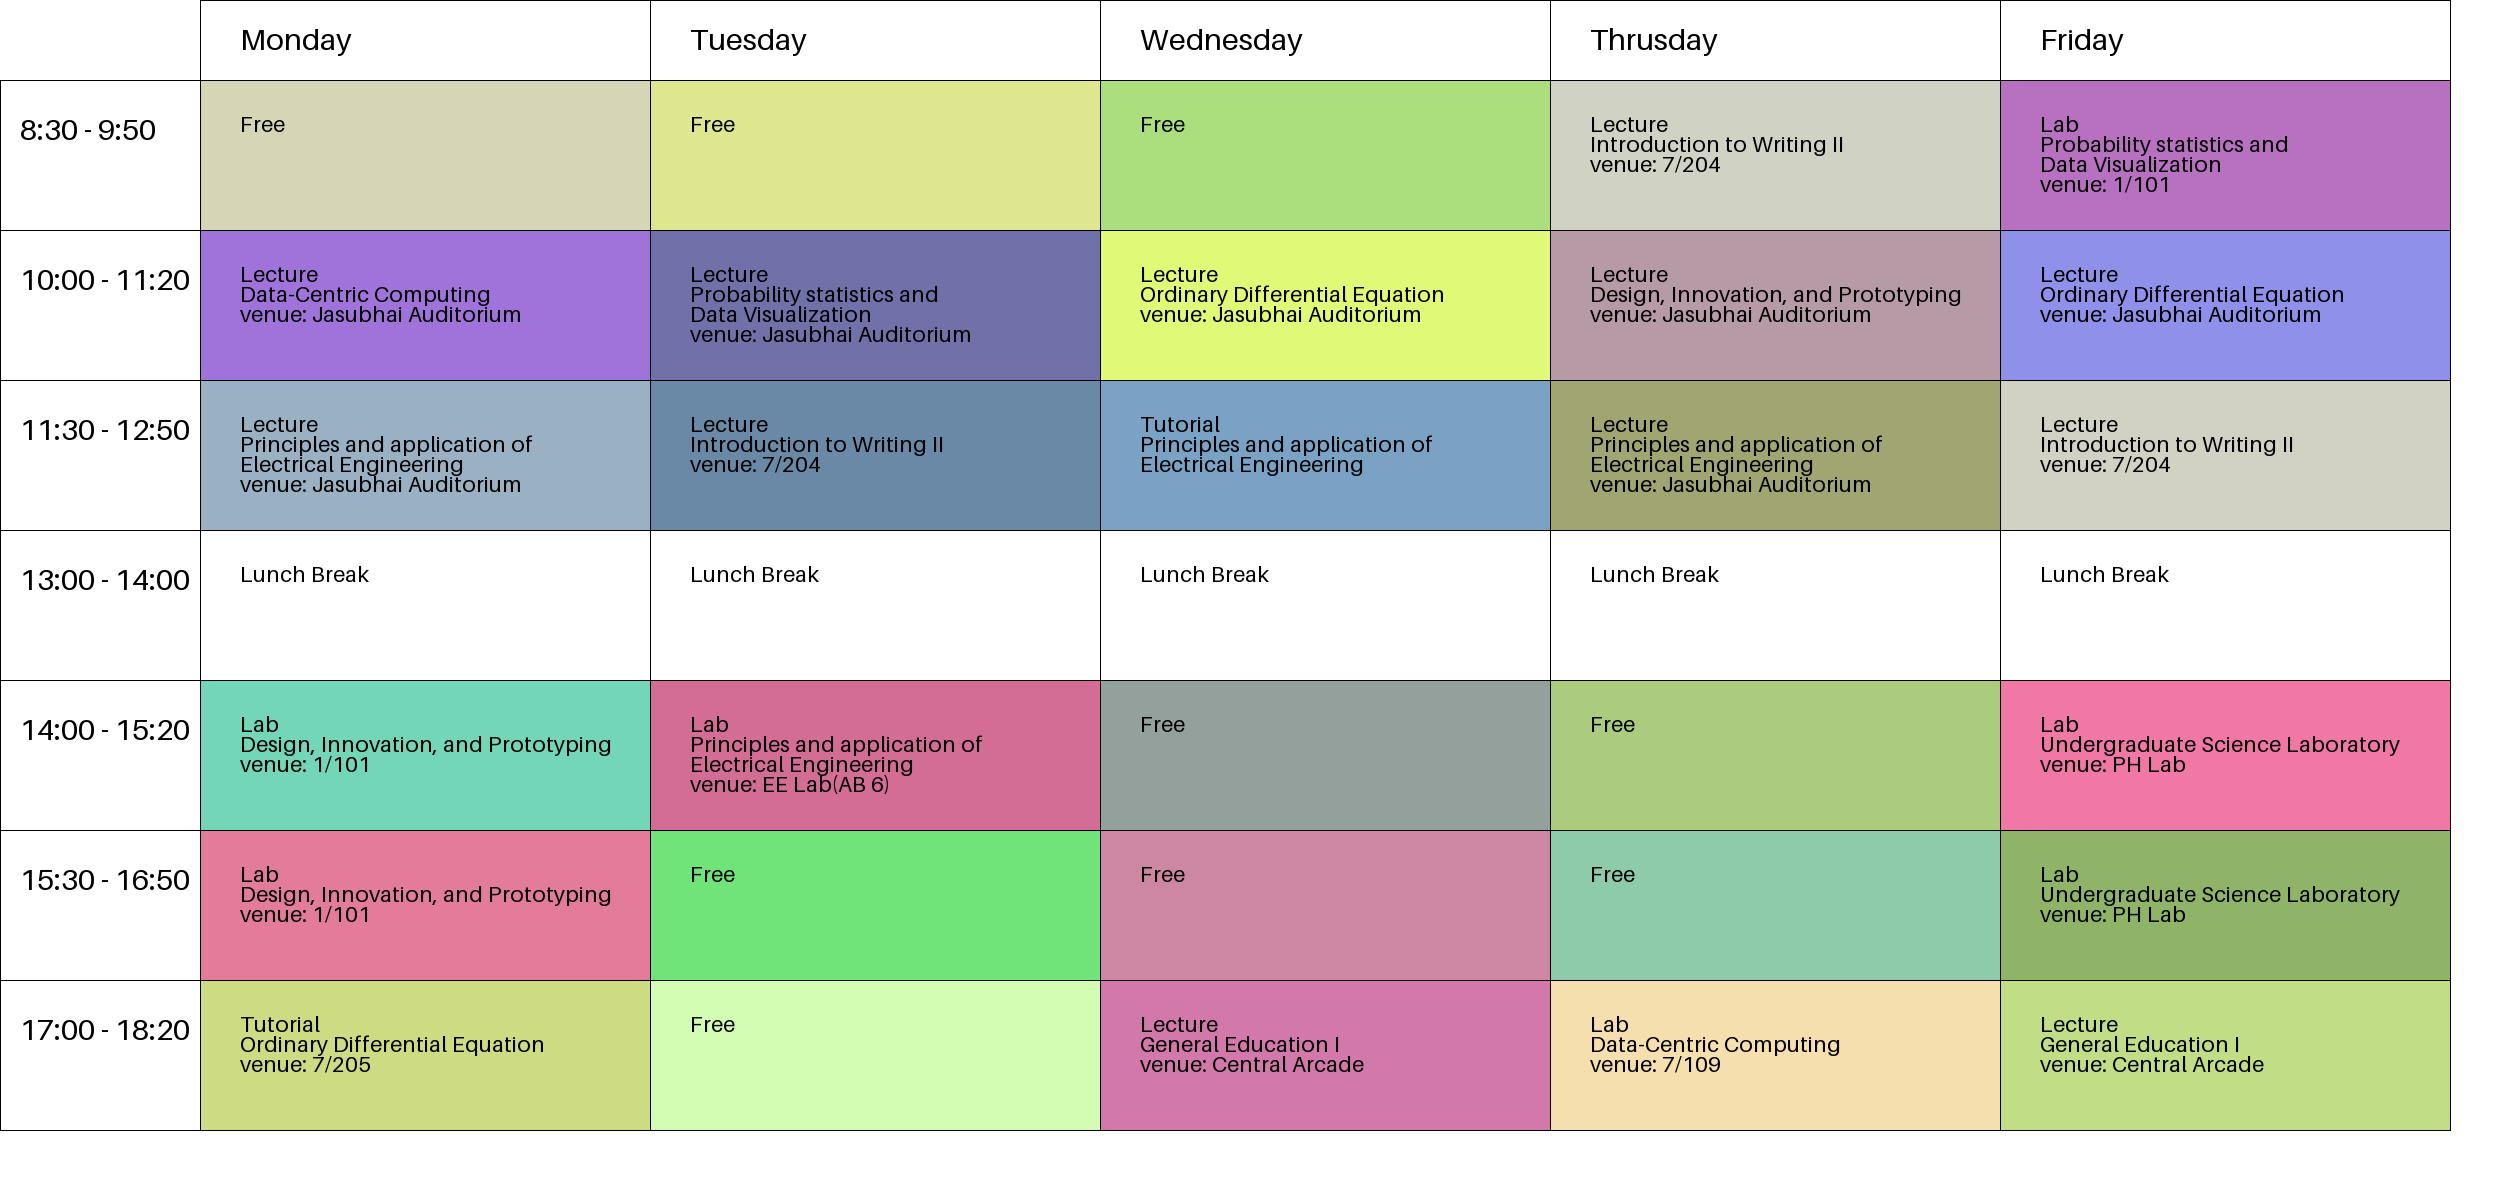 Monday
Tuesday
Wednesday
Thrusday
Friday
8:30 - 9:50
Free
Free
Free
Lecture
Introduction to Writing II
venue: 7/204
Lab
Probability statistics and
Data Visualization
venue: 1/101
10:00 - 11:20
Lecture
Data-Centric Computing
venue: Jasubhai Auditorium
Lecture
Probability statistics and
Data Visualization
venue: Jasubhai Auditorium
Lecture
Ordinary Differential Equation
venue: Jasubhai Auditorium
Lecture
Design, Innovation, and Prototyping
venue: Jasubhai Auditorium
Lecture
Ordinary Differential Equation
venue: Jasubhai Auditorium
11:30 - 12:50
Lecture
Principles and application of
Electrical Engineering
venue: Jasubhai Auditorium
Lecture
Introduction to Writing II
venue: 7/204
Tutorial
Principles and application of
Electrical Engineering
Lecture
Principles and application of
Electrical Engineering
venue: Jasubhai Auditorium
Lecture
Introduction to Writing II
venue: 7/204
13:00 - 14:00
Lunch Break
Lunch Break
Lunch Break
Lunch Break
Lunch Break
14:00 - 15:20
Lab
Design, Innovation, and Prototyping
venue: 1/101
Lab
Principles and application of
Electrical Engineering
venue: EE Lab(AB 6)
Free
Free
Lab
Undergraduate Science Laboratory
venue: PH Lab
15:30 - 16:50
Lab
Design, Innovation, and Prototyping
venue: 1/101
Free
Free
Free
Lab
Undergraduate Science Laboratory
venue: PH Lab
17:00 - 18:20
Tutorial
Ordinary Differential Equation
venue: 7/205
Free
Lecture
General Education I
venue: Central Arcade
Lab
Data-Centric Computing
venue: 7/109
Lecture
General Education I
venue: Central Arcade